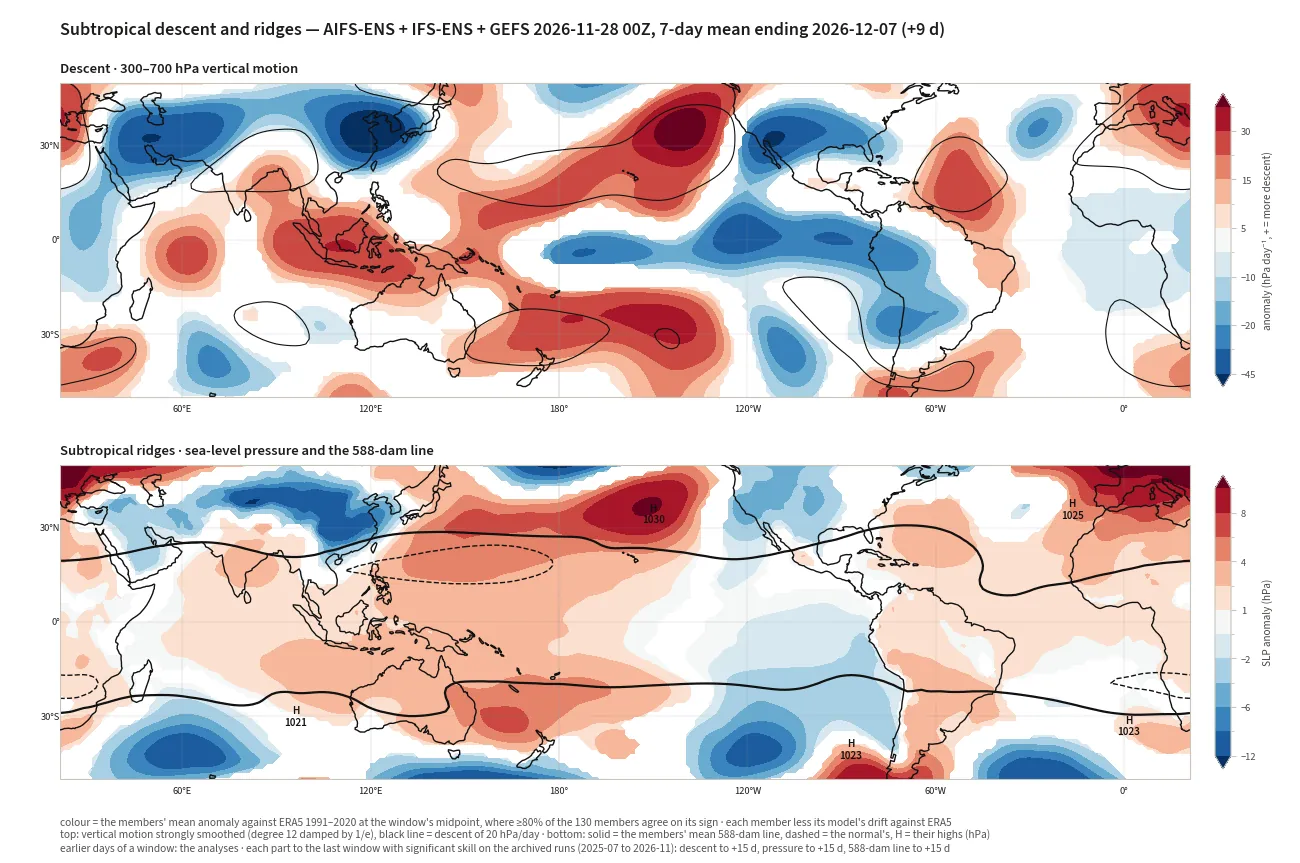 Subtropical descent and ridges — AIFS-ENS + IFS-ENS + GEFS 2026-11-28 00Z, 7-day mean ending 2026-12-07 (+9 d)
Descent · 300–700 hPa vertical motion
30°N
0°
30°S
60°E 120°E 180° 120°W 60°W 0°
30
15
5
−10
−20
−45
anomaly (hPa day⁻¹, + = more descent)
Subtropical ridges · sea-level pressure and the 588-dam line
30°N
0°
30°S
H
1030
H
1025
H
1021
H
1023
H
1023
60°E 120°E 180° 120°W 60°W 0°
8
4
1
−2
−6
−12
SLP anomaly (hPa)
colour = the members' mean anomaly against ERA5 1991–2020 at the window's midpoint, where ≥80% of the 130 members agree on its sign · each member less its model's drift against ERA5
top: vertical motion strongly smoothed (degree 12 damped by 1/e), black line = descent of 20 hPa/day · bottom: solid = the members' mean 588-dam line, dashed = the normal's, H = their highs (hPa)
earlier days of a window: the analyses · each part to the last window with significant skill on the archived runs (2025-07 to 2026-11): descent to +15 d, pressure to +15 d, 588-dam line to +15 d